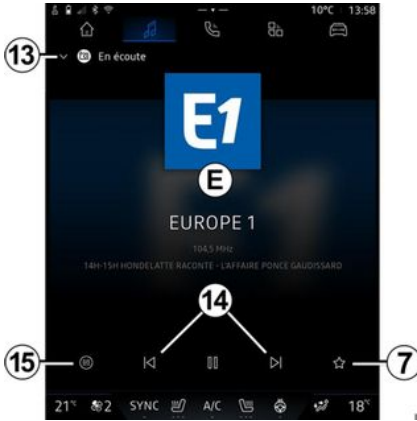 10°C 13:58
13
En écoute
E1
E
EUROPE 1
104,5 MHz
14H-15H HONDELATTE RACONTE - L'AFFAIRE PONCE GAUDISSARD
14
15
7
21°C 2 SYNC A/C 18°C